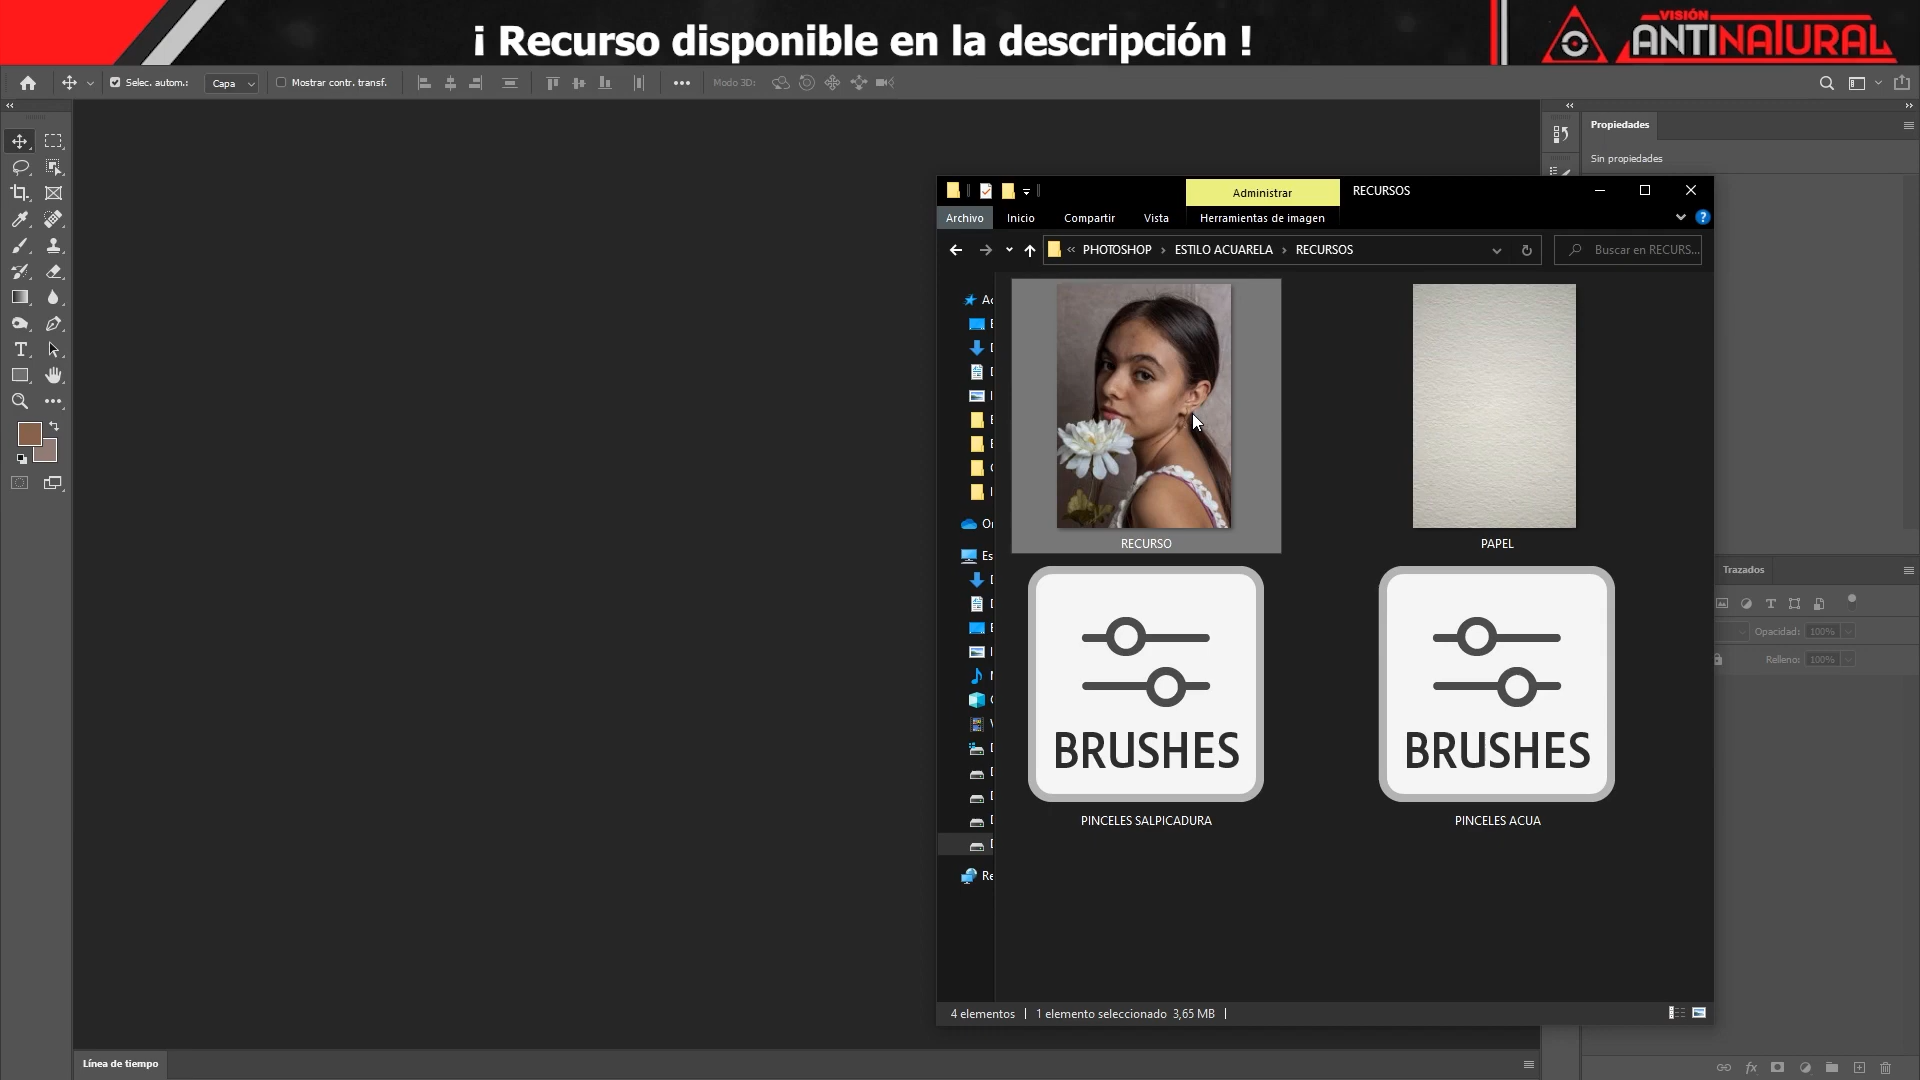 ¡ Recurso disponible en la descripción !
VISIÓN
ANTINATURAL
Selec. autom.:
Capa
Mostrar contr. transf.
Modo 3D:
Propiedades
Sin propiedades
Administrar
RECURSOS
Archivo
Inicio
Compartir
Vista
Herramientas de imagen
« PHOTOSHOP › ESTILO ACUARELA › RECURSOS
Buscar en RECURS...
RECURSO
PAPEL
Trazados
Opacidad: 100%
Relleno: 100%
BRUSHES
BRUSHES
PINCELES SALPICADURA
PINCELES ACUA
4 elementos
1 elemento seleccionado 3,65 MB
Línea de tiempo